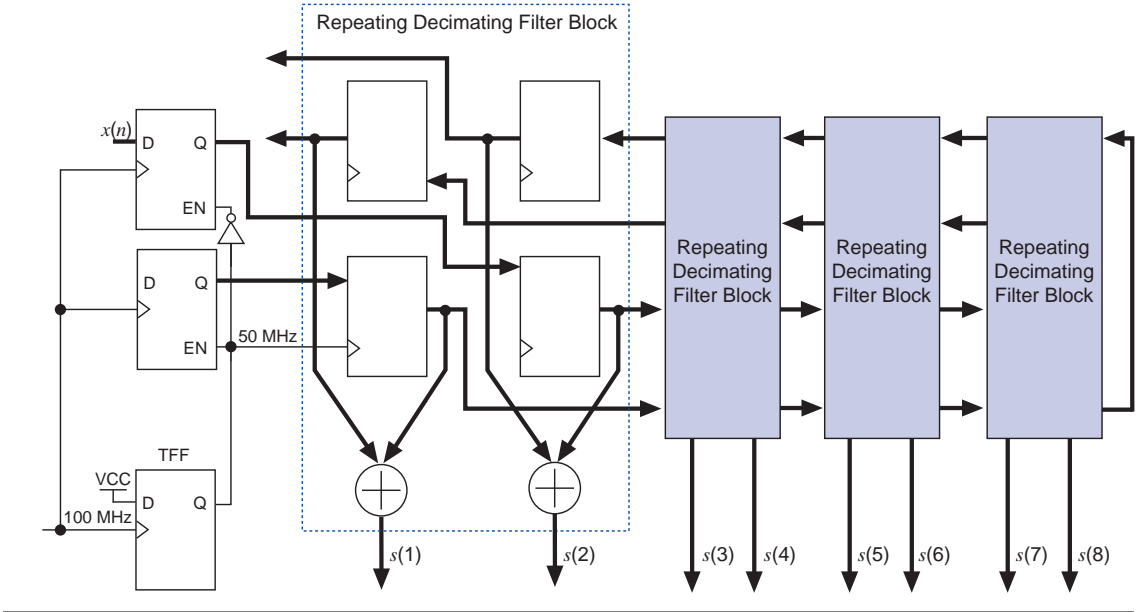 Repeating Decimating Filter Block
x(n)
D
Q
EN
D
Q
EN
50 MHz
TFF
VCC
D
Q
100 MHz
Repeating
Decimating
Filter Block
Repeating
Decimating
Filter Block
Repeating
Decimating
Filter Block
s(1)
s(2)
s(3)
s(4)
s(5)
s(6)
s(7)
s(8)